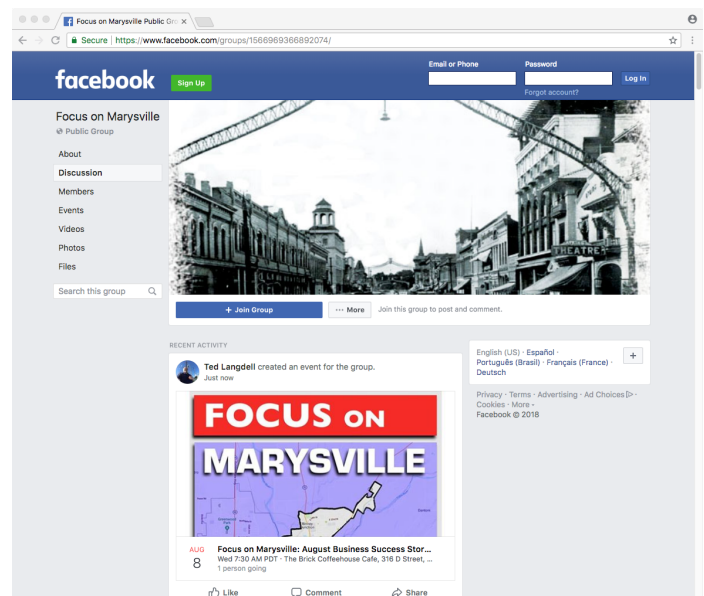 Focus on Marysville Public Gro
Secure | https://www.facebook.com/groups/1566969366892074/
facebook
Sign Up
Email or Phone
Password
Log In
Forgot account?
Focus on Marysville
Public Group
About
Discussion
Members
Events
Videos
Photos
Files
Search this group
THEATRE
+ Join Group
··· More
Join this group to post and comment.
RECENT ACTIVITY
Ted Langdell created an event for the group.
Just now
FOCUS ON
MARYSVILLE
AUG
8
Focus on Marysville: August Business Success Stor...
Wed 7:30 AM PDT · The Brick Coffeehouse Cafe, 316 D Street, ...
1 person going
Like
Comment
Share
English (US) · Español ·
Português (Brasil) · Français (France) ·
Deutsch
+
Privacy · Terms · Advertising · Ad Choices ·
Cookies · More
Facebook © 2018